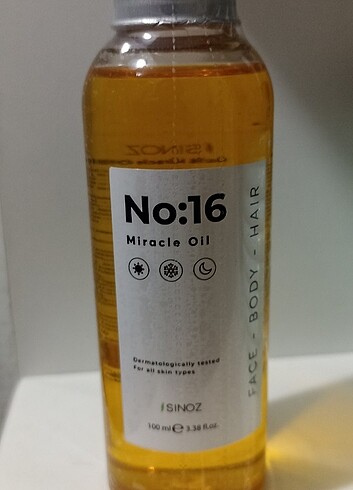 No:16
Miracle Oil
Dermatologically tested
For all skin types
SINOZ
100 ml ℮ 3.38 fl.oz.
FACE - BODY - HAIR
SINOZ